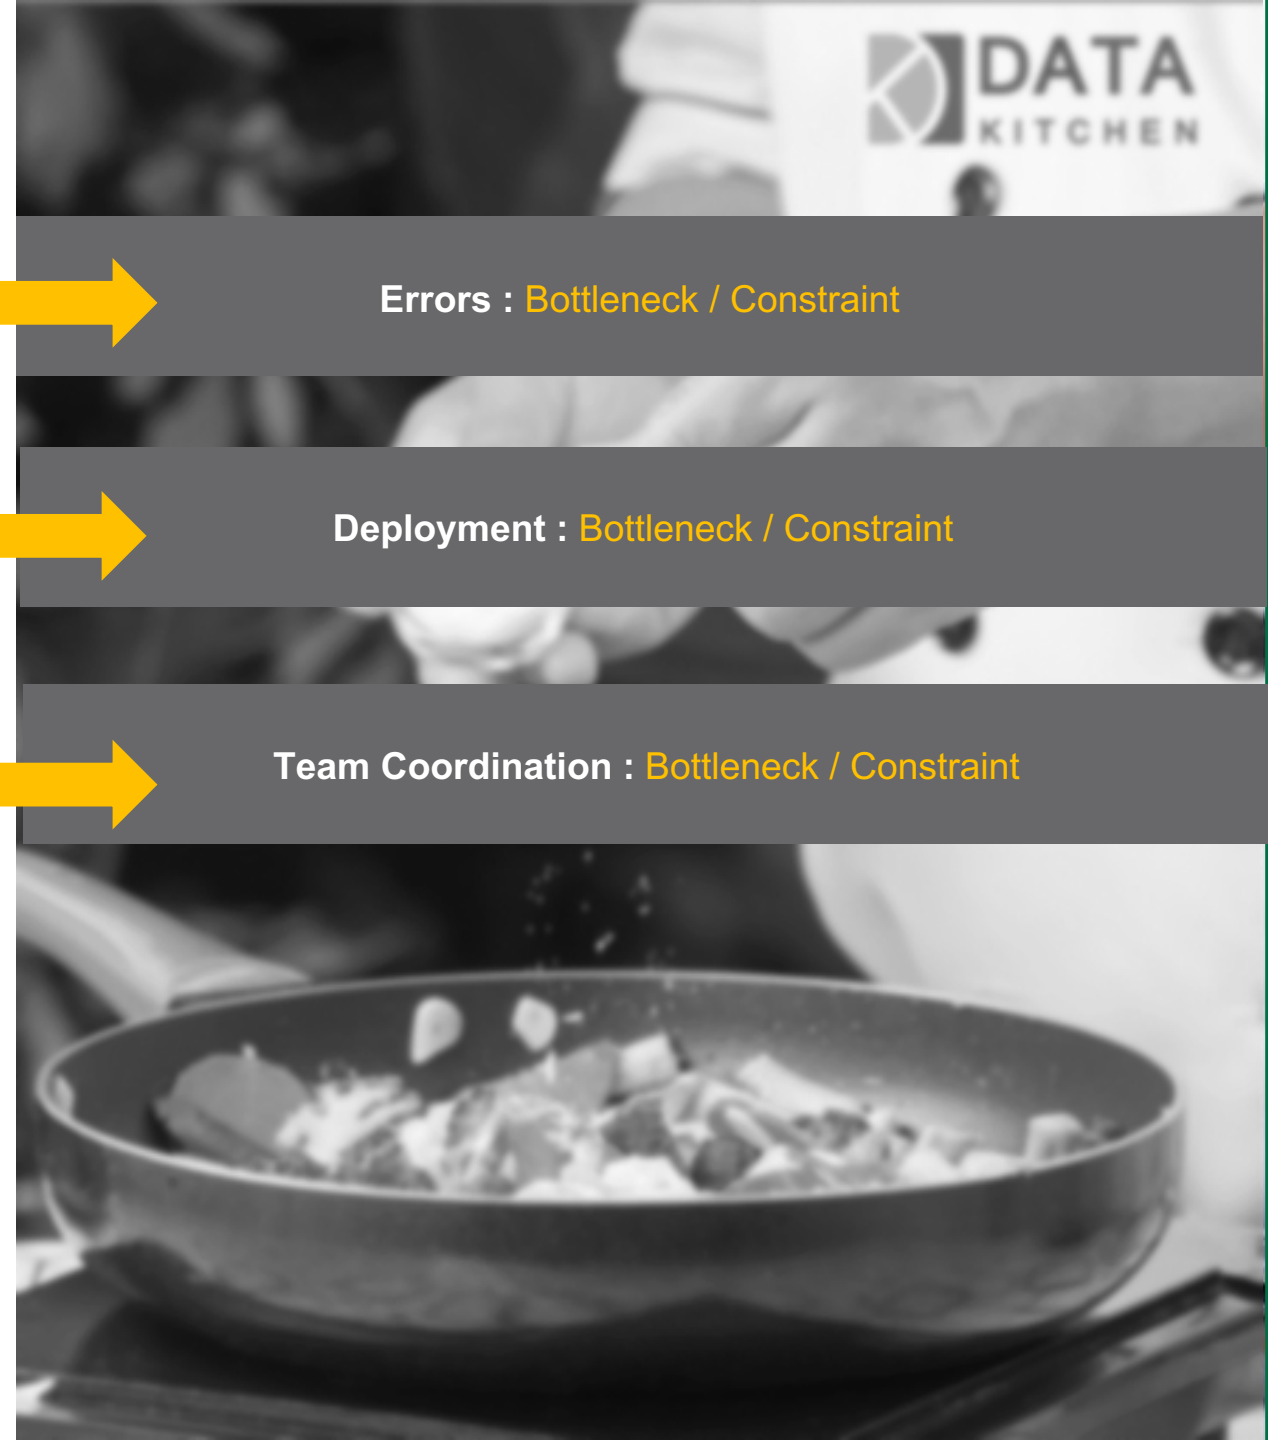 DATA
KITCHEN
Errors : Bottleneck / Constraint
Deployment : Bottleneck / Constraint
Team Coordination : Bottleneck / Constraint